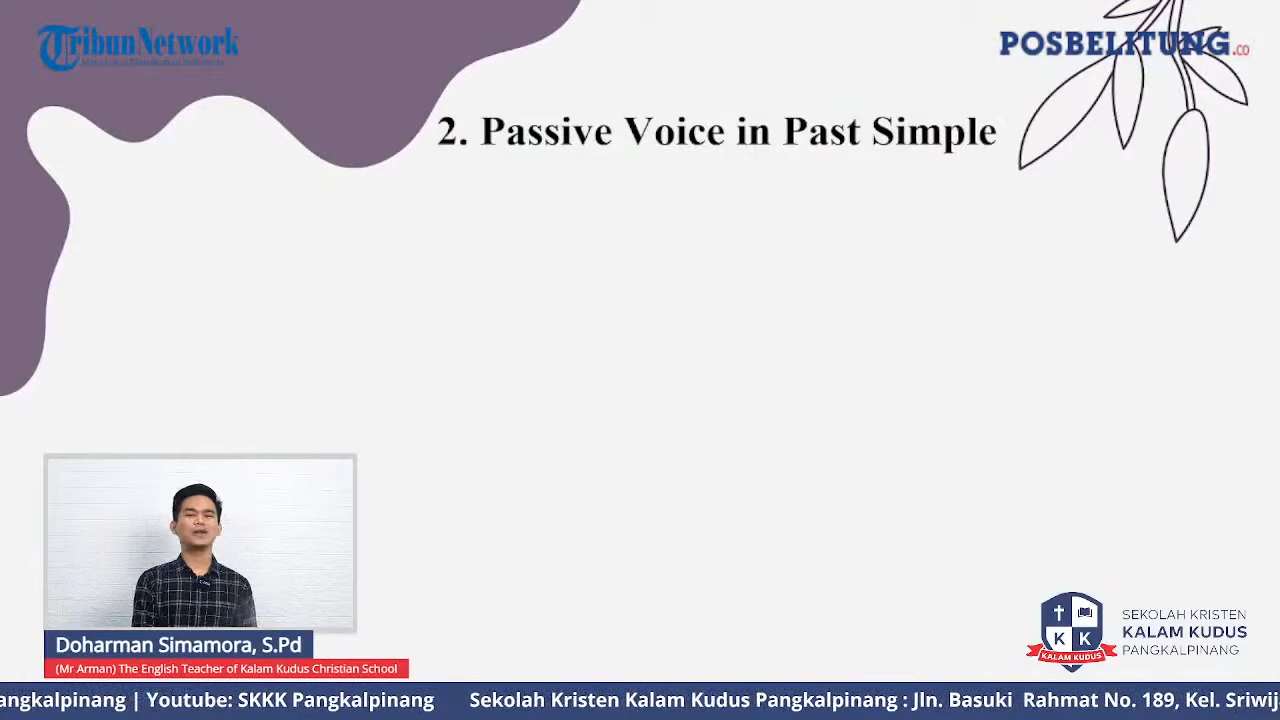 TribunNetwork
POSBELITUNG.CO
2. Passive Voice in Past Simple
Doharman Simamora, S.Pd
(Mr Arman) The English Teacher of Kalam Kudus Christian School
K K
KALAM KUDUS
SEKOLAH KRISTEN
KALAM KUDUS
PANGKALPINANG
angkalpinang | Youtube: SKKK Pangkalpinang Sekolah Kristen Kalam Kudus Pangkalpinang : Jln. Basuki Rahmat No. 189, Kel. Sriwij